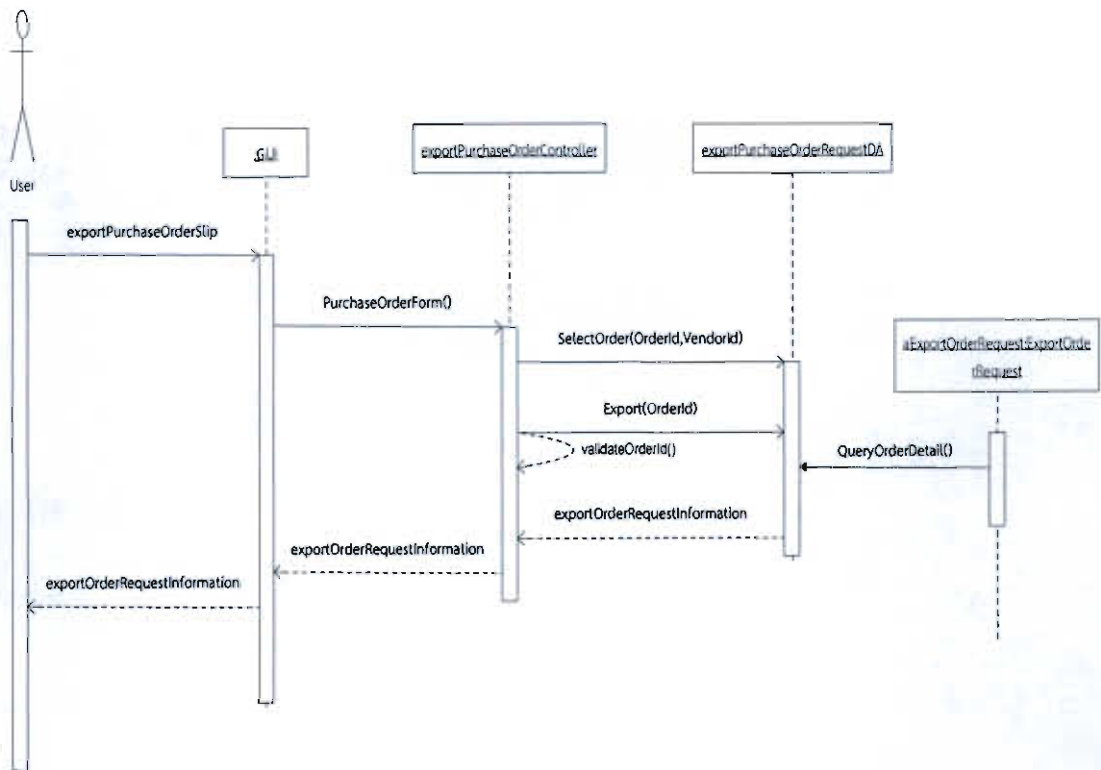 GUI
exportPurchaseOrderController
exportPurchaseOrderRequestDA
User
exportPurchaseOrderSlip
PurchaseOrderForm()
SelectOrder(OrderId,VendorId)
aExportOrderRequest:ExportOrde
rRequest
Export(OrderId)
validateOrderId()
QueryOrderDetail()
exportOrderRequestInformation
exportOrderRequestInformation
exportOrderRequestInformation